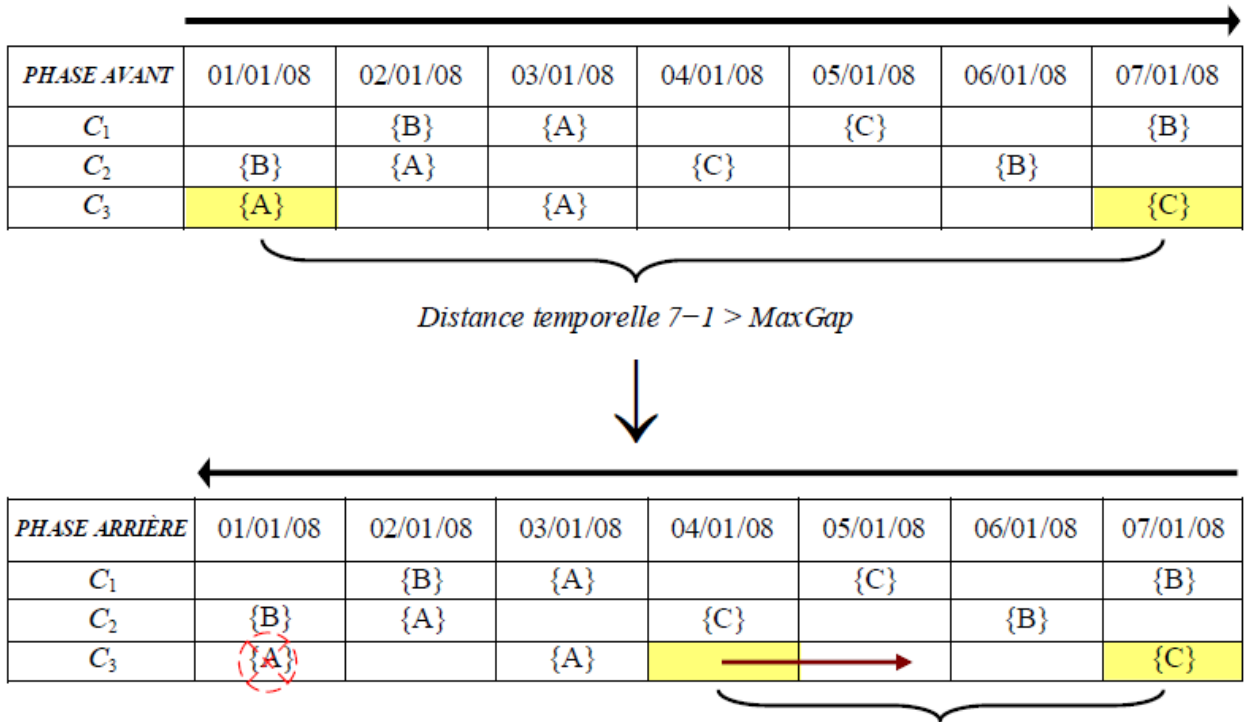 PHASE AVANT 01/01/08 02/01/08 03/01/08 04/01/08 05/01/08 06/01/08 07/01/08
C1 {B} {A} {C} {B}
C2 {B} {A} {C} {B}
C3 {A} {A} {C}
Distance temporelle 7−1 > MaxGap
PHASE ARRIÈRE 01/01/08 02/01/08 03/01/08 04/01/08 05/01/08 06/01/08 07/01/08
C1 {B} {A} {C} {B}
C2 {B} {A} {C} {B}
C3 {A} {A} {C}